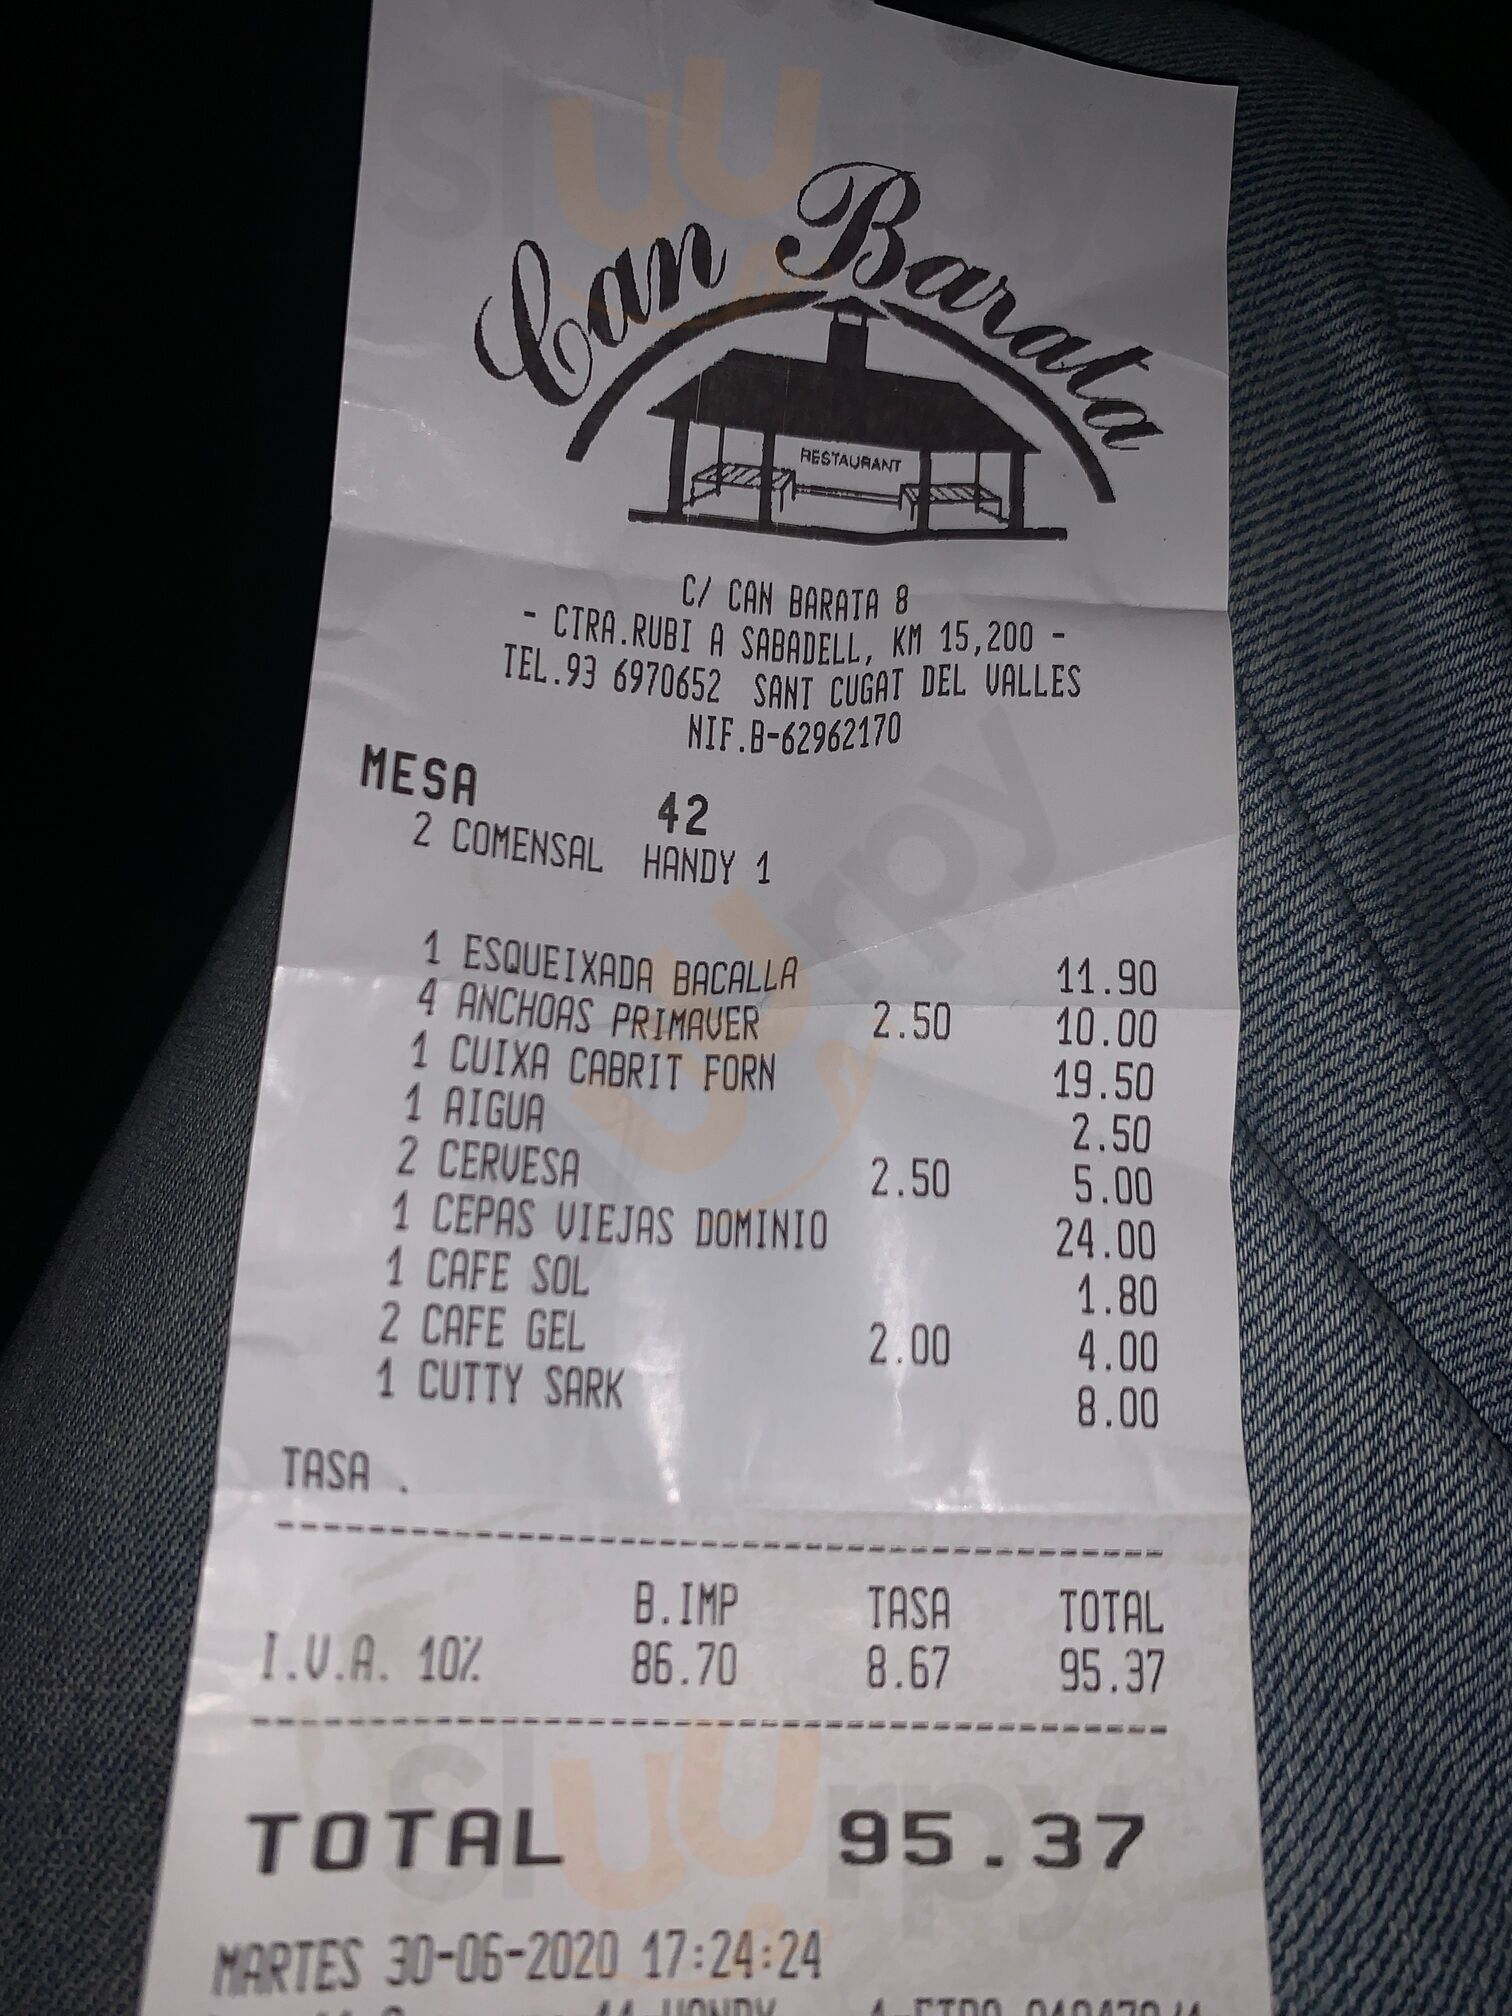 Can Barata
RESTAURANT
C/ CAN BARATA 8
- CTRA.RUBI A SABADELL, KM 15,200 -
TEL.93 6970652 SANT CUGAT DEL VALLES
NIF.B-62962170
MESA 42
2 COMENSAL HANDY 1
1 ESQUEIXADA BACALLA 11.90
4 ANCHOAS PRIMAVER 2.50 10.00
1 CUIXA CABRIT FORN 19.50
1 AIGUA 2.50
2 CERVESA 2.50 5.00
1 CEPAS VIEJAS DOMINIO 24.00
1 CAFE SOL 1.80
2 CAFE GEL 2.00 4.00
1 CUTTY SARK 8.00
TASA .
B.IMP TASA TOTAL
I.V.A. 10% 86.70 8.67 95.37
TOTAL 95.37
MARTES 30-06-2020 17:24:24
sluurpy
sluurpy
sluurpy